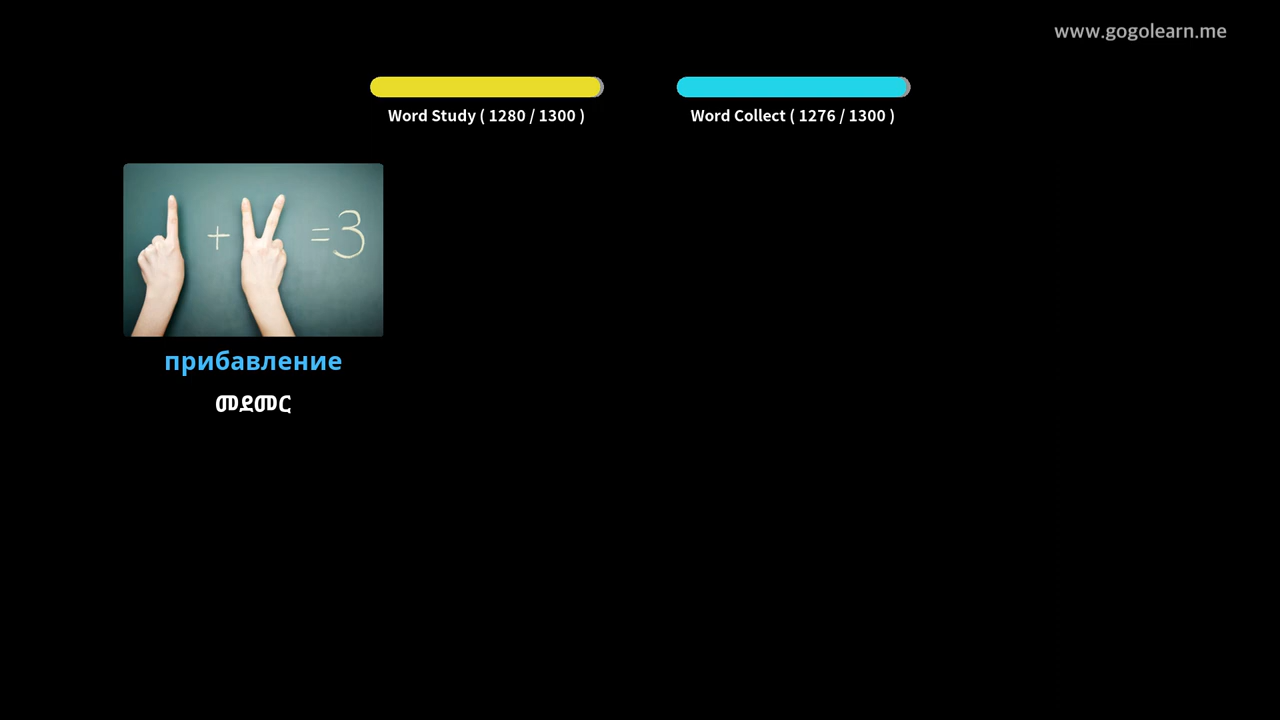 www.gogolearn.me
Word Study ( 1280 / 1300 )
Word Collect ( 1276 / 1300 )
+ =3
прибавление
መደመር